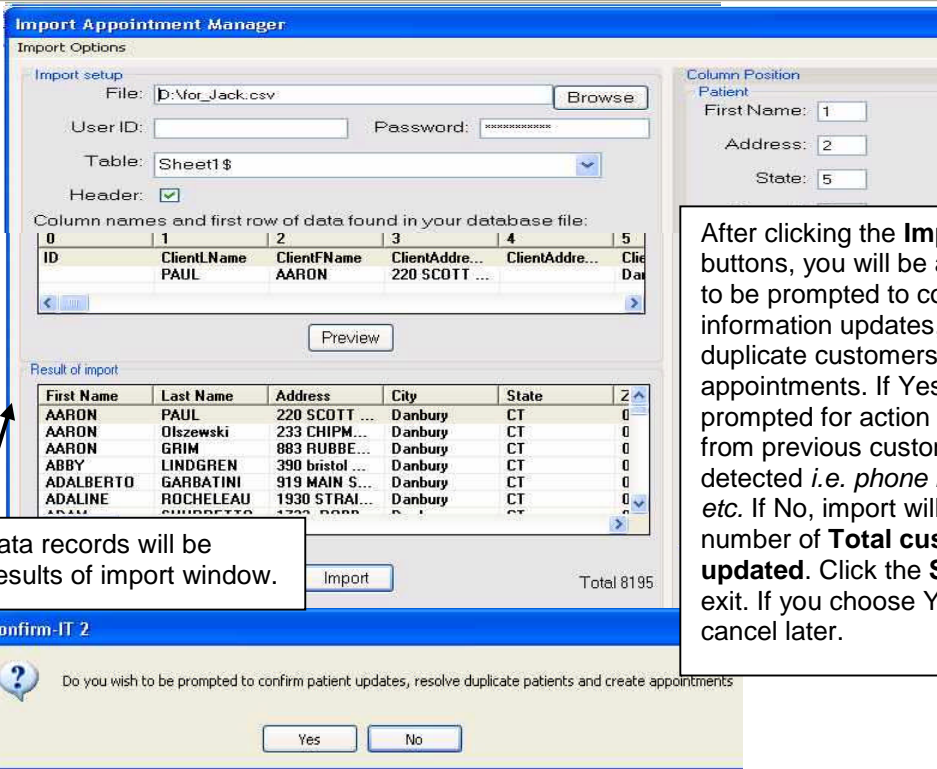 Import Appointment Manager
Import Options
Import setup
File: D:\for_Jack.csv Browse
User ID: Password: ***********
Table: Sheet1$
Header:
Column names and first row of data found in your database file:
0 1 2 3 4 5
ID ClientLName ClientFName ClientAddre... ClientAddre... Clie
PAUL AARON 220 SCOTT ... Dan
Preview
Result of import
First Name Last Name Address City State Z
AARON PAUL 220 SCOTT ... Danbury CT 0
AARON Olszewski 233 CHIPM... Danbury CT 0
AARON GRIM 883 RUBBE... Danbury CT 0
ABBY LINDGREN 390 bristol ... Danbury CT 0
ADALBERTO GARBATINI 919 MAIN S... Danbury CT 0
ADALINE ROCHELEAU 1930 STRAI... Danbury CT 0
ata records will be
esults of import window.
Import Total 8195
Column Position
Patient
First Name: 1
Address: 2
State: 5
After clicking the Imp
buttons, you will be a
to be prompted to co
information updates,
duplicate customers
appointments. If Yes
prompted for action
from previous custom
detected i.e. phone
etc. If No, import will
number of Total cus
updated. Click the S
exit. If you choose Y
cancel later.
onfirm-IT 2
Do you wish to be prompted to confirm patient updates, resolve duplicate patients and create appointments
Yes No